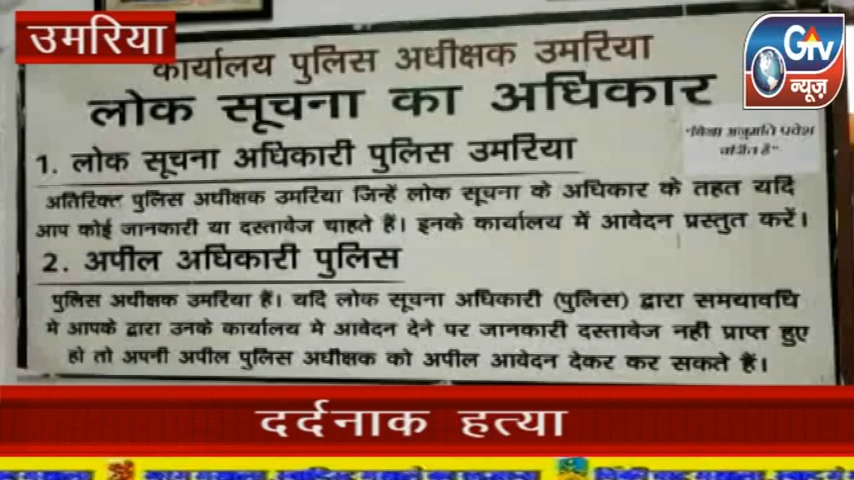 उमरिया
GTV
न्यूज़
कार्यालय पुलिस अधीक्षक उमरिया
लोक सूचना का अधिकार
"बिना अनुमति प्रवेश
वर्जित है"
1. लोक सूचना अधिकारी पुलिस उमरिया
अतिरिक्त पुलिस अधीक्षक उमरिया जिन्हें लोक सूचना के अधिकार के तहत यदि
आप कोई जानकारी या दस्तावेज चाहते हैं। इनके कार्यालय में आवेदन प्रस्तुत करें।
2. अपील अधिकारी पुलिस
पुलिस अधीक्षक उमरिया हैं। यदि लोक सूचना अधिकारी (पुलिस) द्वारा समयावधि
मे आपके द्वारा उनके कार्यालय मे आवेदन देने पर जानकारी दस्तावेज नही प्राप्त हुए
हो तो अपनी अपील पुलिस अधीक्षक को अपील आवेदन देकर कर सकते हैं।
दर्दनाक हत्या